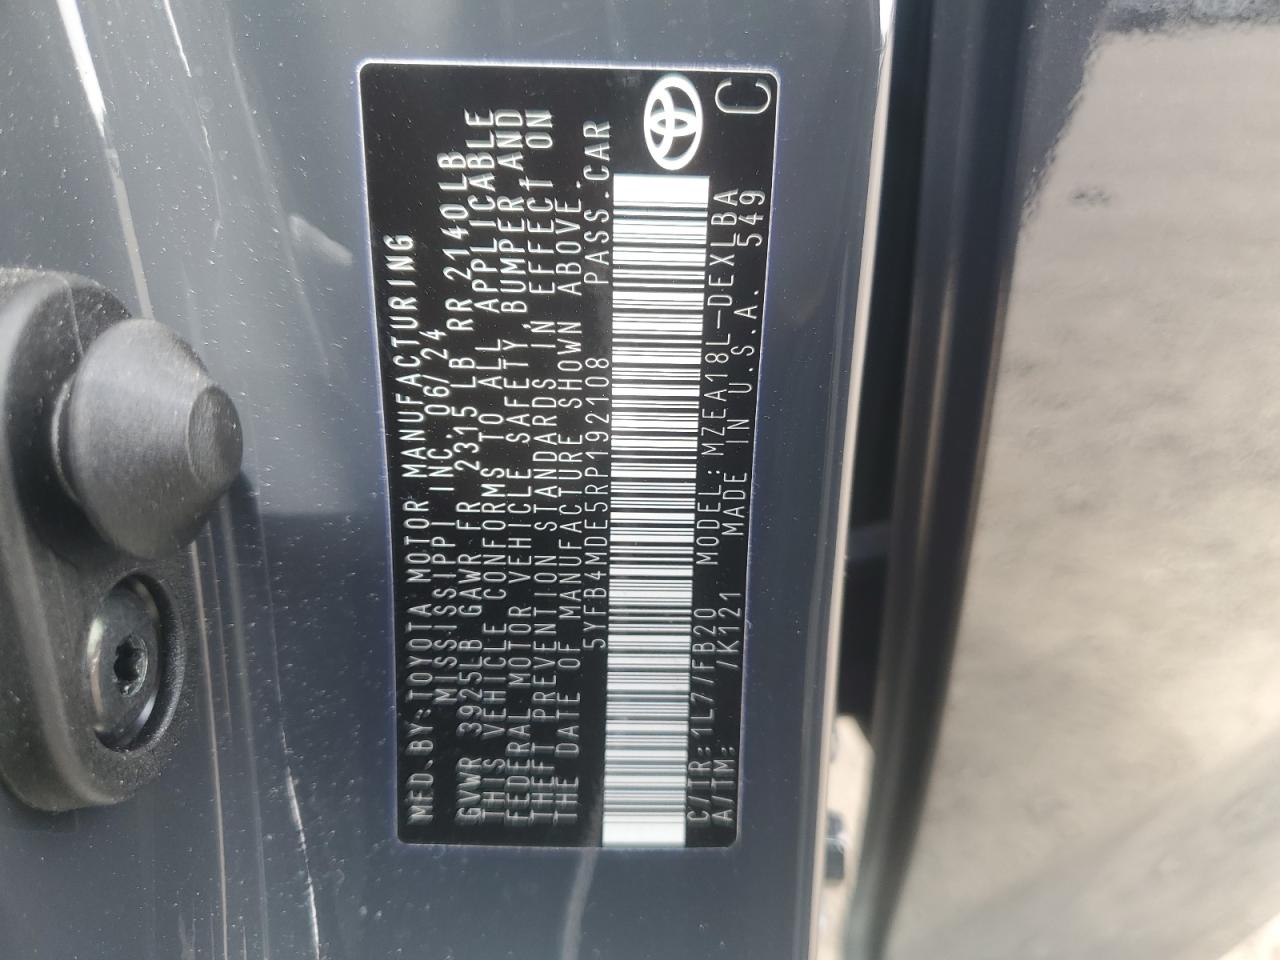 MFD.BY:TOYOTA MOTOR MANUFACTURING
MISSISSIPPI INC. 06/24
GVWR 3925LB GAWR FR 2315 LB RR 2140LB
THIS VEHICLE CONFORMS TO ALL APPLICABLE
FEDERAL MOTOR VEHICLE SAFETY, BUMPER, AND
THEFT PREVENTION STANDARDS IN EFFECT ON
THE DATE OF MANUFACTURE SHOWN ABOVE.
5YFB4MDE5RP192108 PASS.CAR
C/TR:1L7/FB20 MODEL:MZEA18L-DEXLBA
A/TM: /K121 MADE IN U.S.A. 549
C